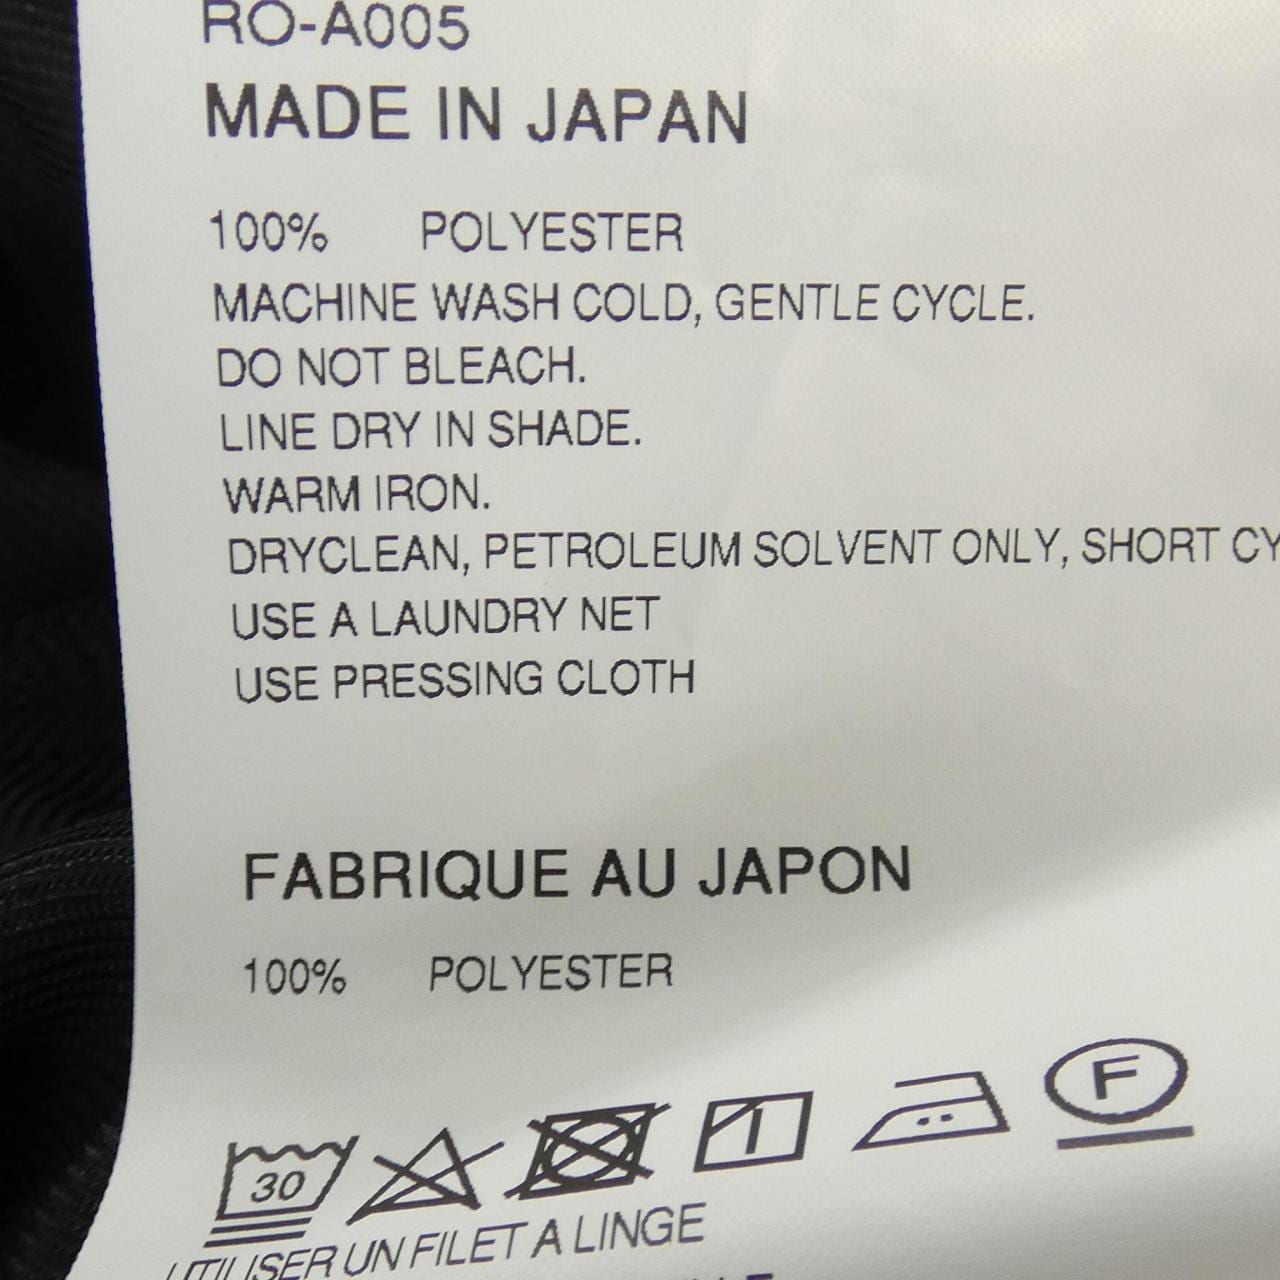 RO-A005
MADE IN JAPAN
100% POLYESTER
MACHINE WASH COLD, GENTLE CYCLE.
DO NOT BLEACH.
LINE DRY IN SHADE.
WARM IRON.
DRYCLEAN, PETROLEUM SOLVENT ONLY, SHORT CY
USE A LAUNDRY NET
USE PRESSING CLOTH
FABRIQUE AU JAPON
100% POLYESTER
30 F
UTILISER UN FILET A LINGE